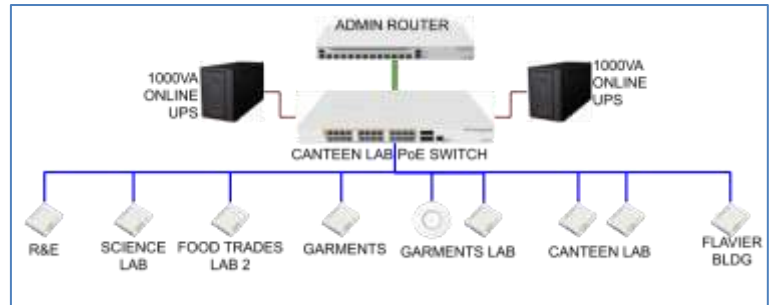 ADMIN ROUTER
1000VA
ONLINE
UPS
1000VA
ONLINE
UPS
CANTEEN LAB PoE SWITCH
R&E
SCIENCE
LAB
FOOD TRADES
LAB 2
GARMENTS
GARMENTS LAB
CANTEEN LAB
FLAVIER
BLDG